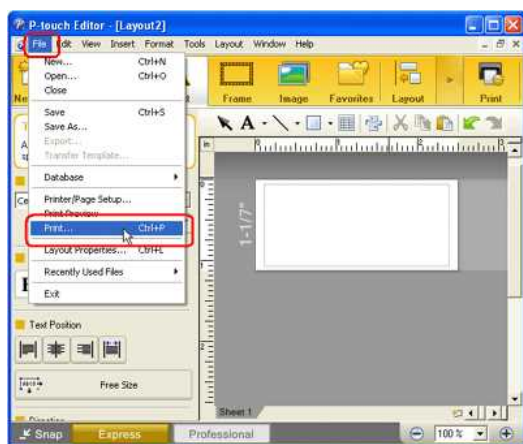 P-touch Editor - [Layout2]
File Edit View Insert Format Tools Layout Window Help
New... Ctrl+N
Open... Ctrl+O
Close
Save Ctrl+S
Save As...
Export...
Transfer Template...
Database
Printer/Page Setup...
Print Preview
Print... Ctrl+P
Layout Properties... Ctrl+L
Recently Used Files
Exit
Frame Image Favorites Layout Print
A
in
1-1/7"
1
2
Text Position
Free Size
Sheet 1
Snap Express Professional 100 %